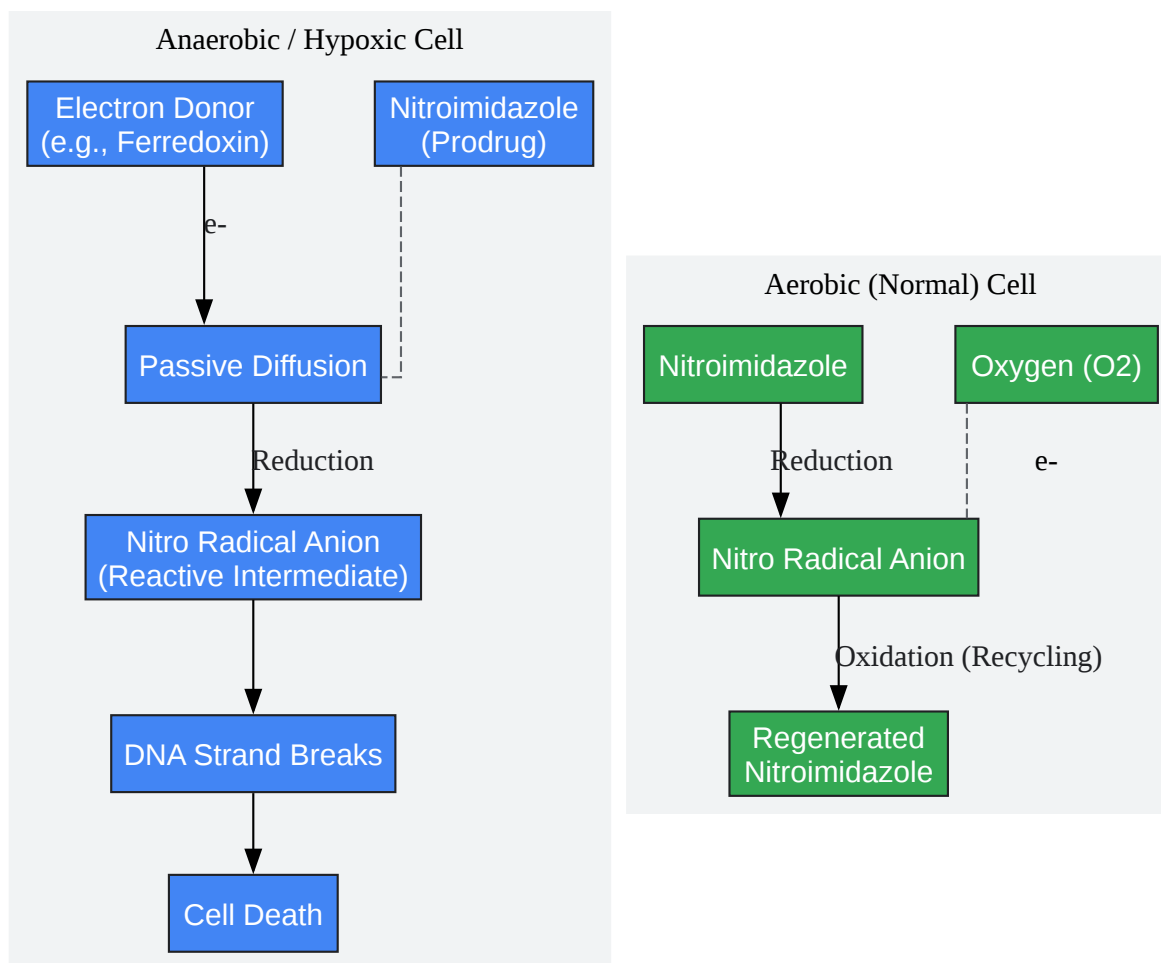 Anaerobic / Hypoxic Cell
Electron Donor
(e.g., Ferredoxin)
Nitroimidazole
(Prodrug)
e-
Passive Diffusion
Reduction
Nitro Radical Anion
(Reactive Intermediate)
DNA Strand Breaks
Cell Death
Aerobic (Normal) Cell
Nitroimidazole
Oxygen (O2)
Reduction
e-
Nitro Radical Anion
Oxidation (Recycling)
Regenerated
Nitroimidazole